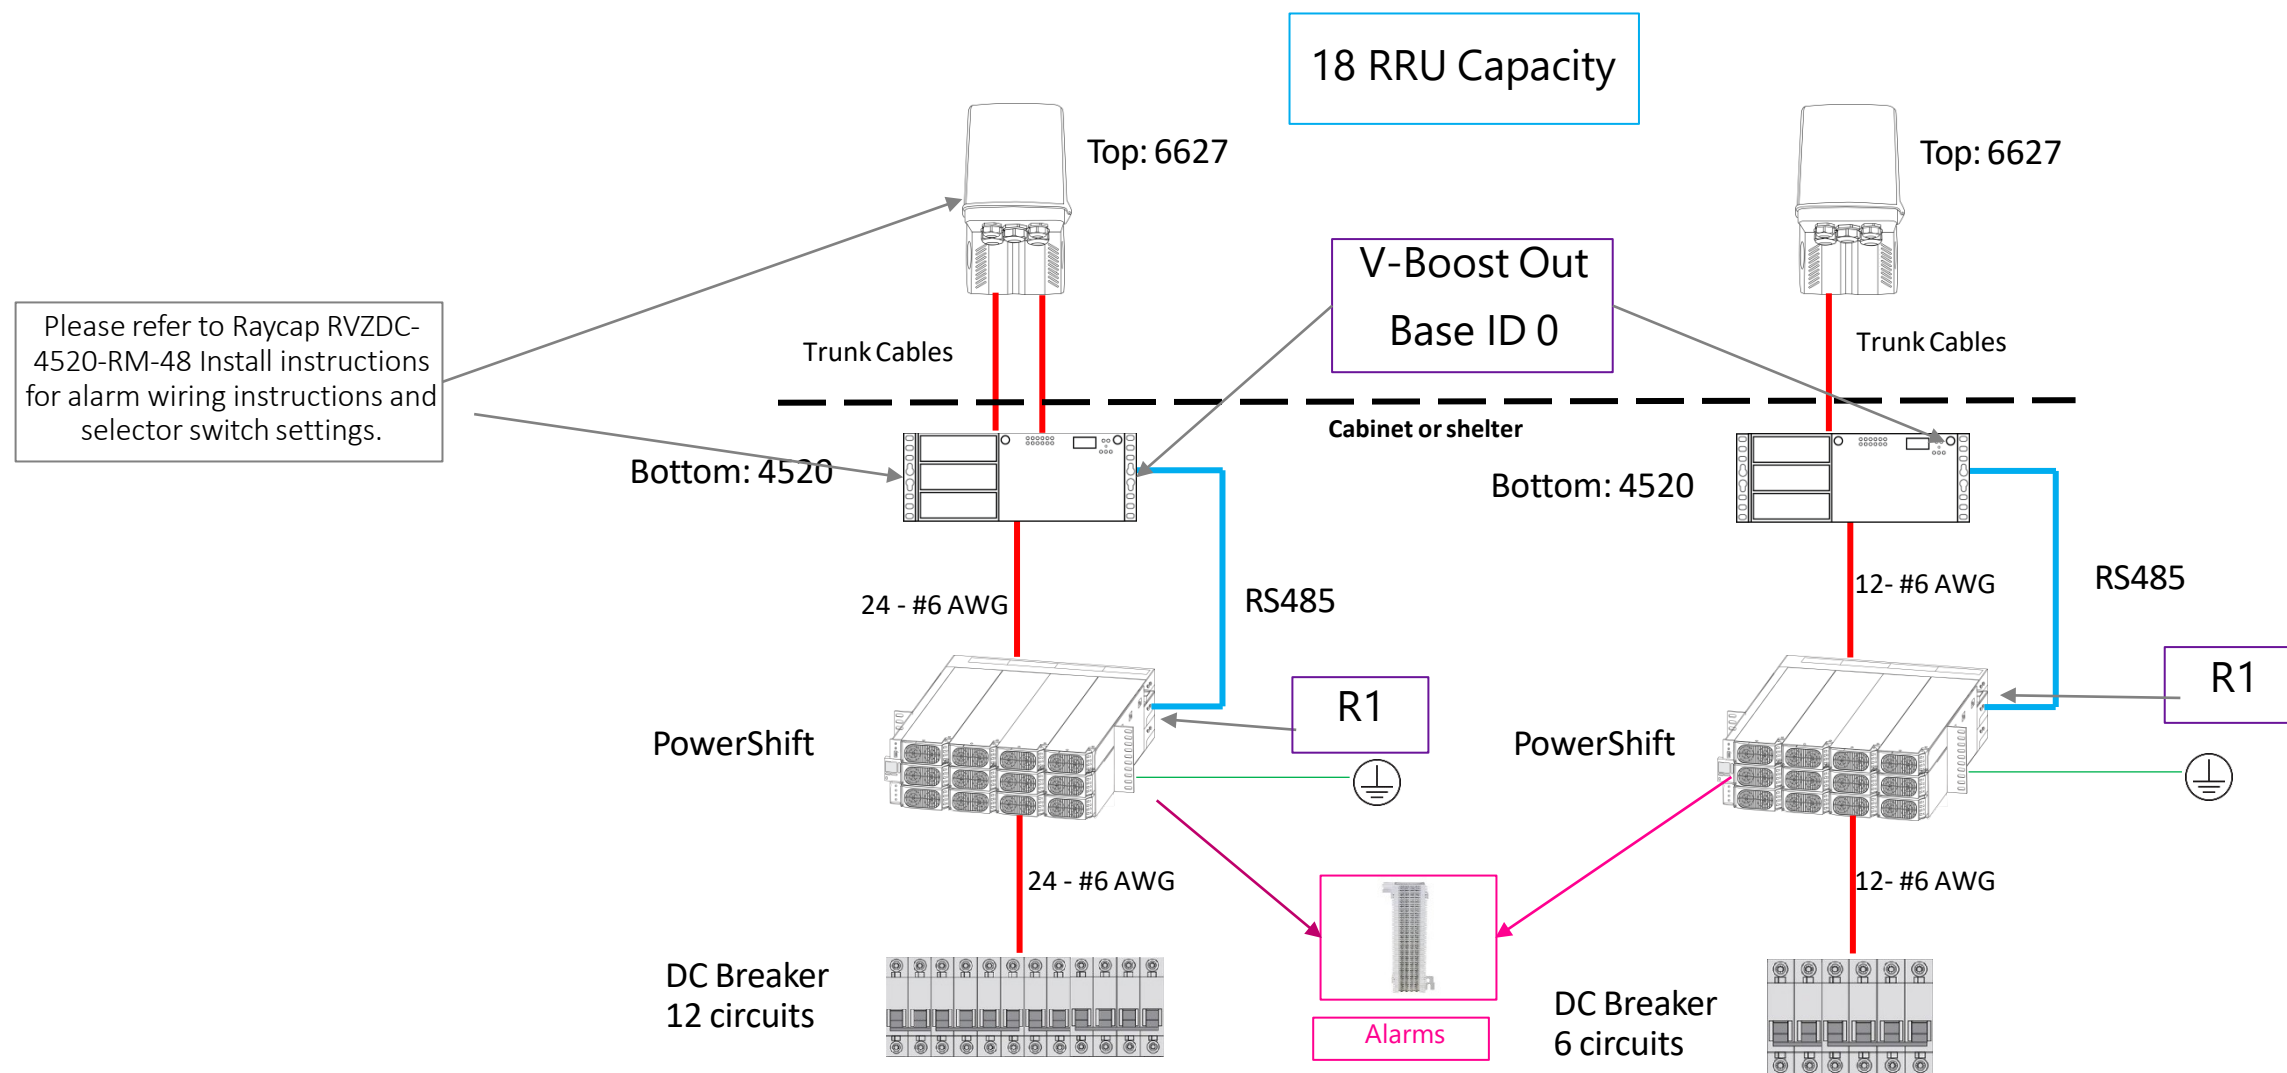 18 RRU Capacity
Top: 6627
Top: 6627
V-Boost Out
Base ID 0
Please refer to Raycap RVZDC-
4520-RM-48 Install instructions
for alarm wiring instructions and
selector switch settings.
Trunk Cables
Trunk Cables
Cabinet or shelter
Bottom: 4520
Bottom: 4520
24 - #6 AWG
RS485
12- #6 AWG
RS485
R1
R1
PowerShift
PowerShift
24 - #6 AWG
12- #6 AWG
DC Breaker
12 circuits
Alarms
DC Breaker
6 circuits